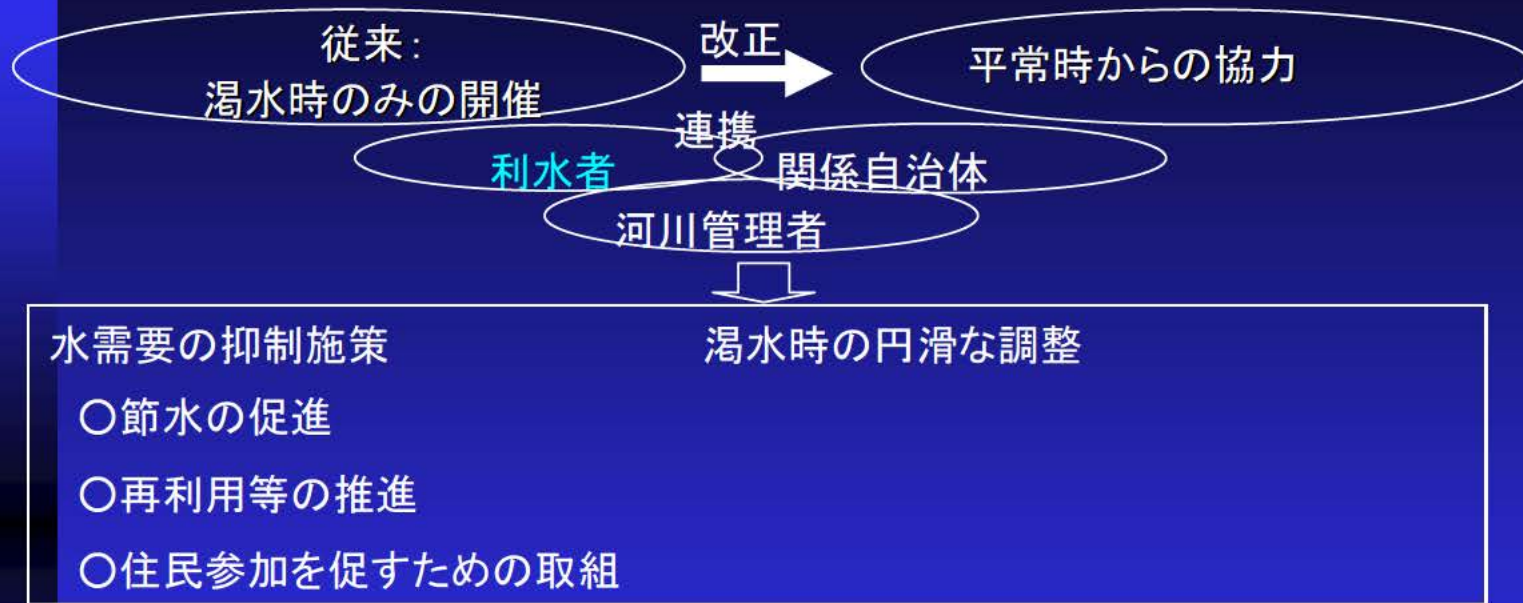 従来：
渇水時のみの開催
改正
平常時からの協力
連携
利水者
関係自治体
河川管理者
水需要の抑制施策
渇水時の円滑な調整
○節水の促進
○再利用等の推進
○住民参加を促すための取組